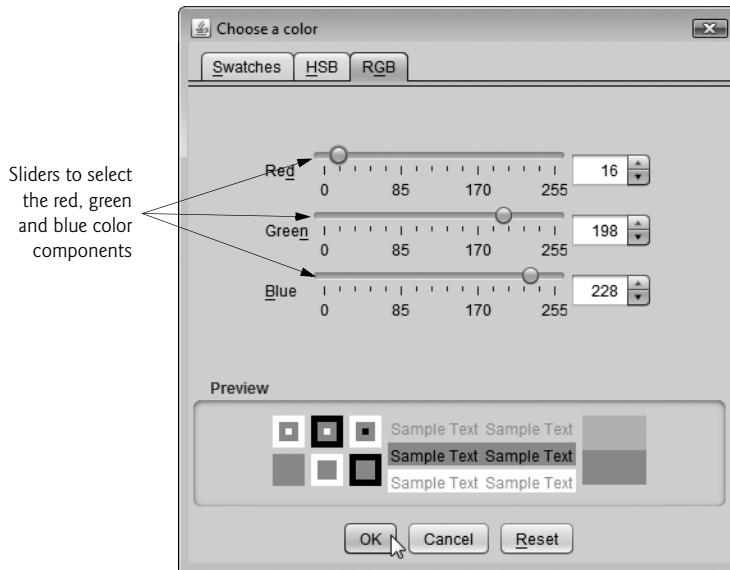 Choose a color
Swatches HSB RGB
Sliders to select
the red, green
and blue color
components
Red 16
0 85 170 255
Green 198
0 85 170 255
Blue 228
0 85 170 255
Preview
Sample Text Sample Text
Sample Text Sample Text
Sample Text Sample Text
OK Cancel Reset